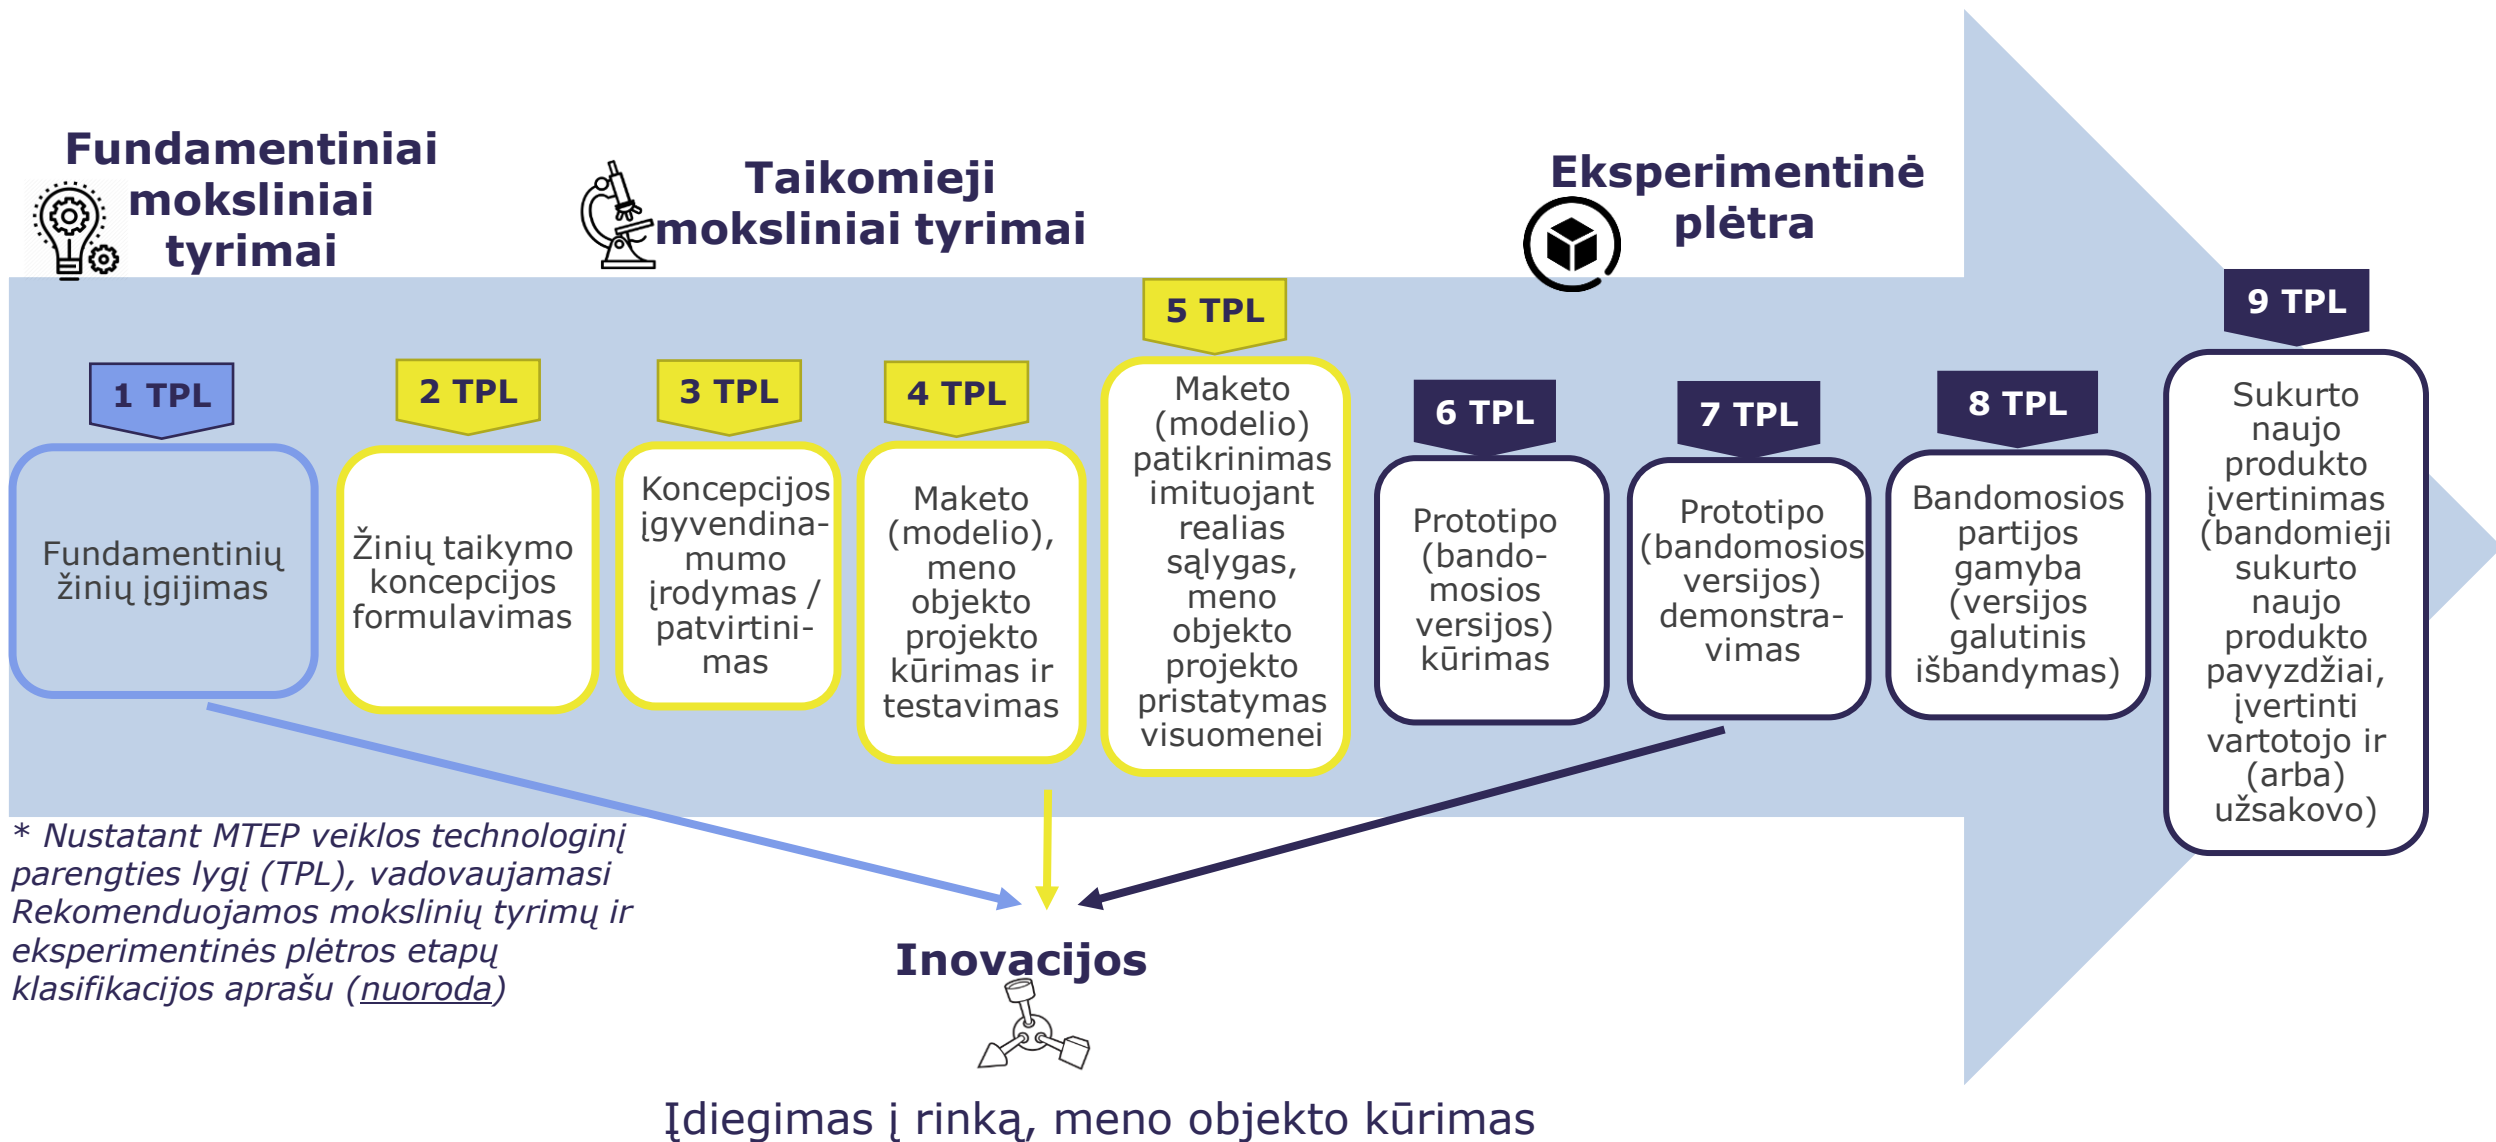 Fundamentiniai
moksliniai
tyrimai
Taikomieji
moksliniai tyrimai
Eksperimentinė
plėtra
1 TPL
Fundamentinių
žinių įgijimas
2 TPL
Žinių taikymo
koncepcijos
formulavimas
3 TPL
Koncepcijos
įgyvendina-
mumo
įrodymas /
patvirtini-
mas
4 TPL
Maketo
(modelio),
meno
objekto
projekto
kūrimas ir
testavimas
5 TPL
Maketo
(modelio)
patikrinimas
imituojant
realias
sąlygas,
meno
objekto
projekto
pristatymas
visuomenei
6 TPL
Prototipo
(bando-
mosios
versijos)
kūrimas
7 TPL
Prototipo
(bandomosios
versijos)
demonstra-
vimas
8 TPL
Bandomosios
partijos
gamyba
(versijos
galutinis
išbandymas)
9 TPL
Sukurto
naujo
produkto
įvertinimas
(bandomieji
sukurto
naujo
produkto
pavyzdžiai,
įvertinti
vartotojo ir
(arba)
užsakovo)
* Nustatant MTEP veiklos technologinį
parengties lygį (TPL), vadovaujamasi
Rekomenduojamos mokslinių tyrimų ir
eksperimentinės plėtros etapų
klasifikacijos aprašu (nuoroda)
Inovacijos
Įdiegimas į rinką, meno objekto kūrimas